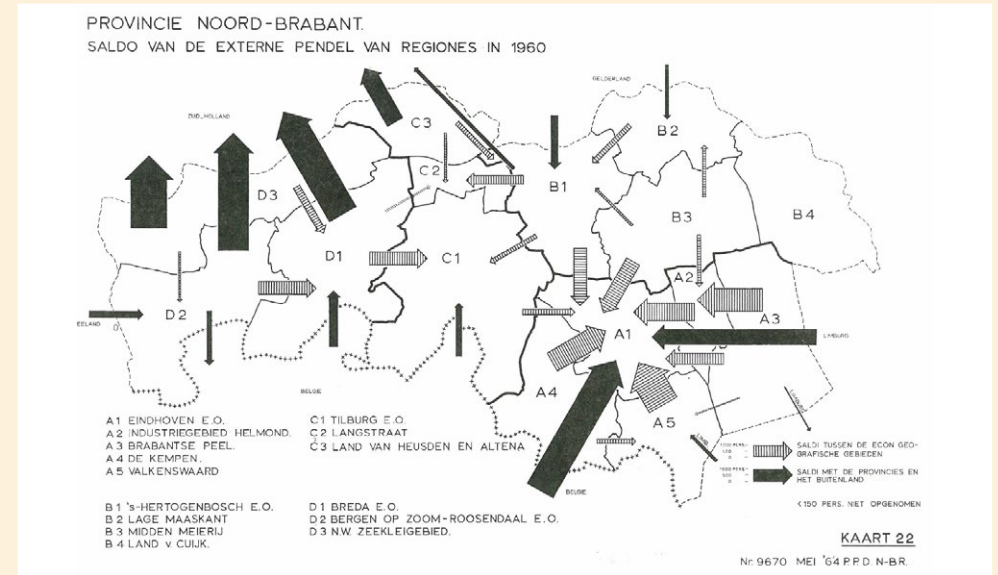 PROVINCIE NOORD-BRABANT.
SALDO VAN DE EXTERNE PENDEL VAN REGIONES IN 1960
GELDERLAND
ZUID-HOLLAND
C3
B2
C2
B1
D3
B3
B4
D1
C1
A2
A3
EELAND
D2
A1
LIMBURG
BELGIE
A4
A5
LIMBURG
BELGIE
A1 EINDHOVEN E.O.
A2 INDUSTRIEGEBIED HELMOND.
A3 BRABANTSE PEEL.
A4 DE KEMPEN.
A5 VALKENSWAARD
C1 TILBURG E.O.
C2 LANGSTRAAT
C3 LAND VAN HEUSDEN EN ALTENA
B1 's-HERTOGENBOSCH E.O.
B2 LAGE MAASKANT
B3 MIDDEN MEIERIJ
B4 LAND v. CUIJK.
D1 BREDA E.O.
D2 BERGEN OP ZOOM-ROOSENDAAL E.O.
D3 N.W. ZEEKLEIGEBIED.
SALDI TUSSEN DE ECON GEO-
GRAFISCHE GEBIEDEN
SALDI MET DE PROVINCIES EN
HET BUITENLAND
<150 PERS. NIET OPGENOMEN
KAART 22
Nr. 9670 MEI '64 P.P.D. N-BR.